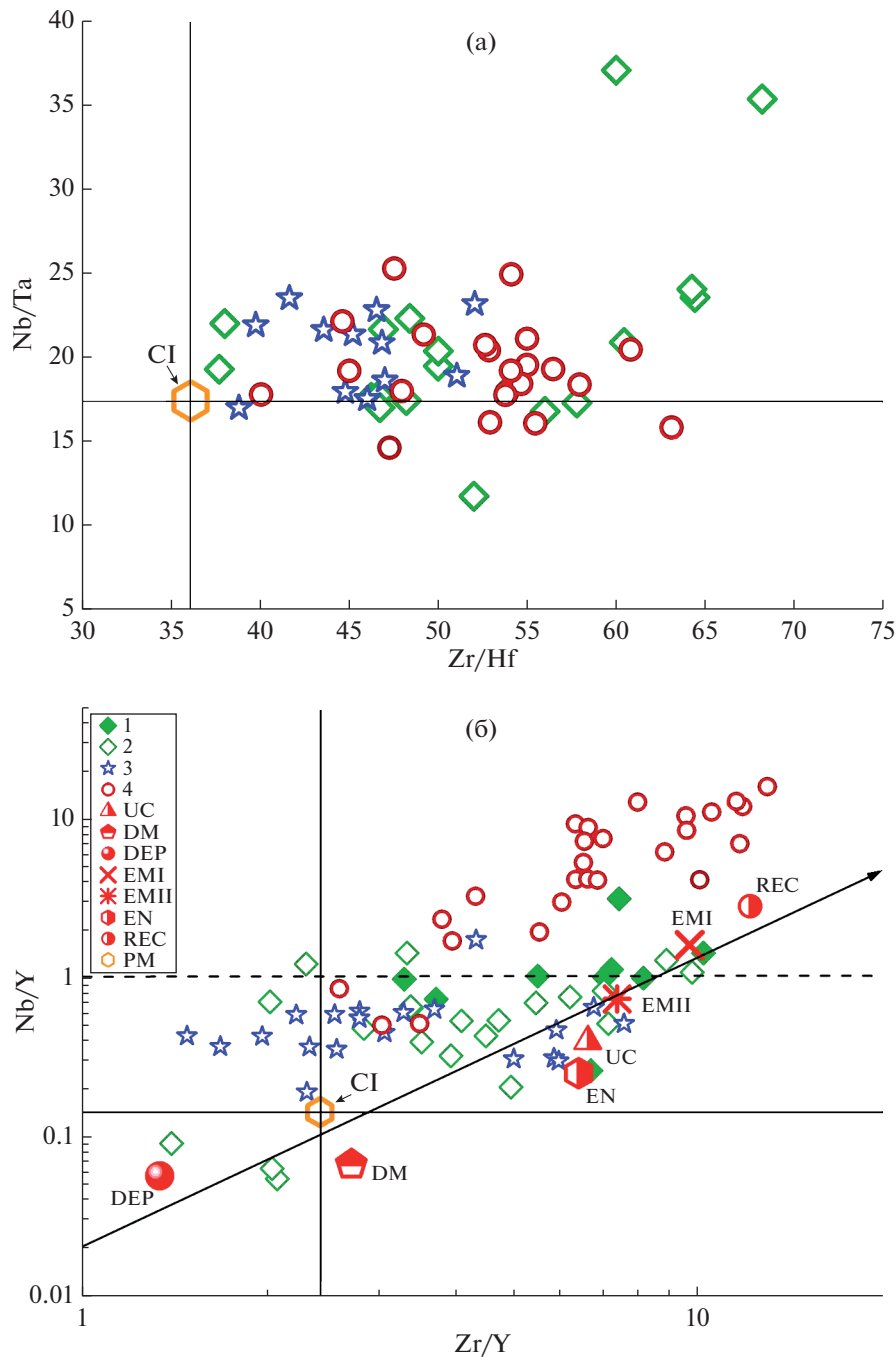 (а)
40
35
30
25
20
15
10
5
Nb/Ta
CI
30 35 40 45 50 55 60 65 70 75
Zr/Hf
(б)
1
2
3
4
UC
DM
DEP
EMI
EMII
EN
REC
PM
10
1
0.1
0.01
Nb/Y
REC
EMI
EMII
UC
EN
CI
DM
DEP
1 10
Zr/Y